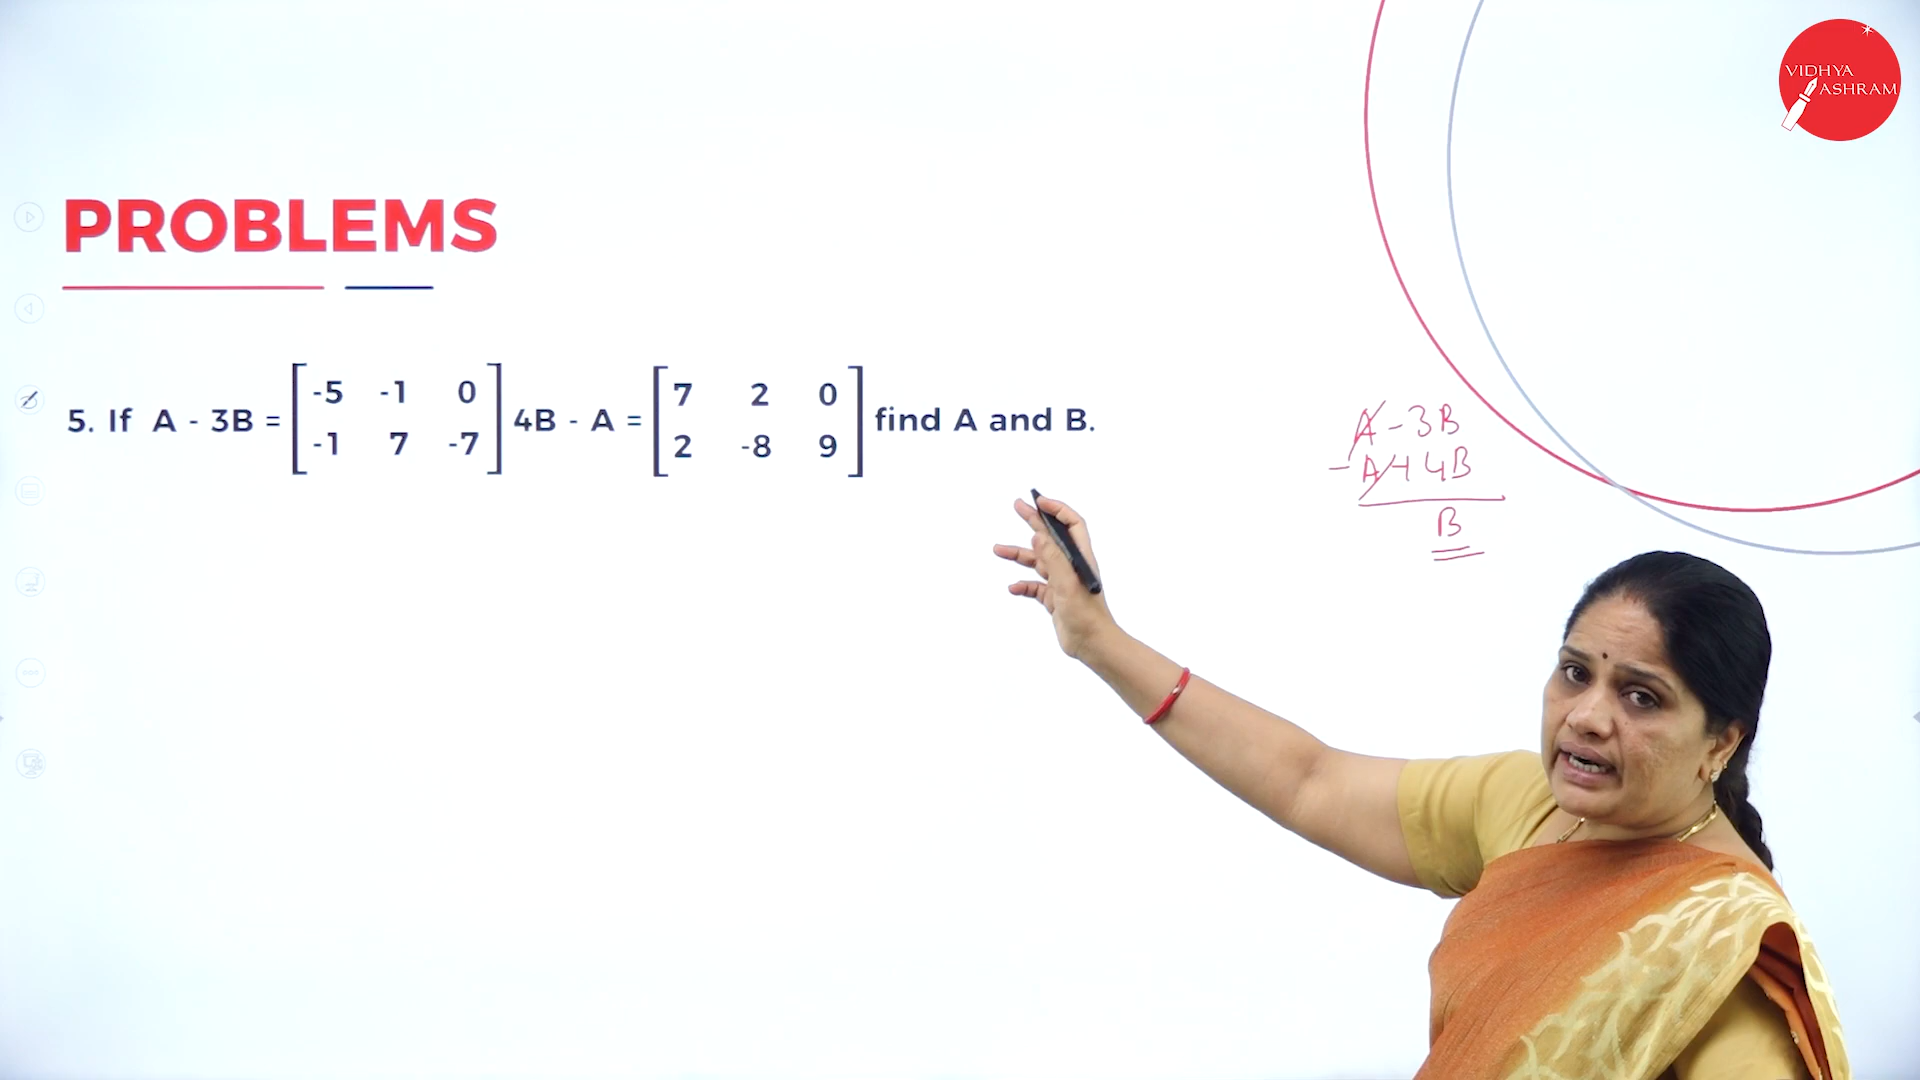 VIDHYA
ASHRAM
PROBLEMS
5. If A - 3B = [ -5 -1 0 ] 4B - A = [ 7 2 0 ] find A and B.
[ -1 7 -7 ] [ 2 -8 9 ]
A - 3B
- A + 4B
B